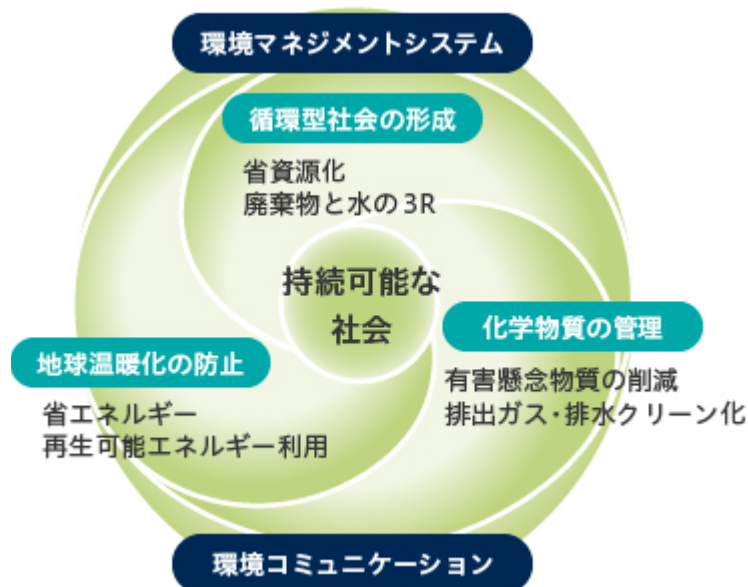 環境マネジメントシステム
循環型社会の形成
省資源化
廃棄物と水の3R
持続可能な
社会
化学物質の管理
有害懸念物質の削減
排出ガス・排水クリーン化
地球温暖化の防止
省エネルギー
再生可能エネルギー利用
環境コミュニケーション